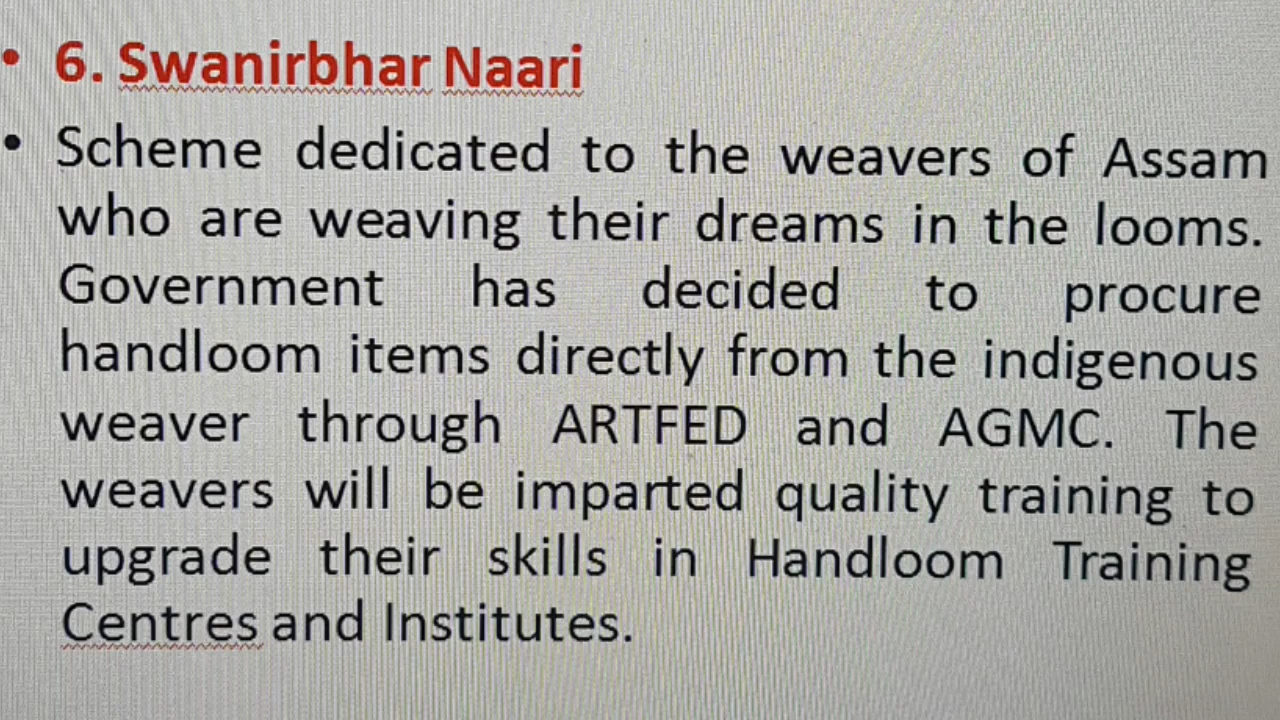 • 6. Swanirbhar Naari
• Scheme dedicated to the weavers of Assam
who are weaving their dreams in the looms.
Government has decided to procure
handloom items directly from the indigenous
weaver through ARTFED and AGMC. The
weavers will be imparted quality training to
upgrade their skills in Handloom Training
Centres and Institutes.